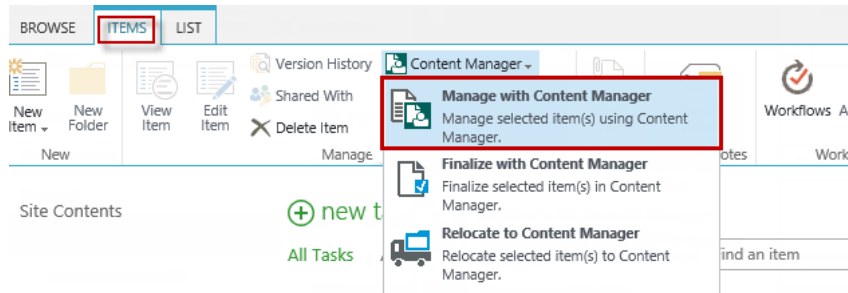 BROWSE ITEMS LIST
New Item
New Folder
View Item
Edit Item
Version History
Shared With
Delete Item
Content Manager
Workflows
New
Manage
Manage with Content Manager
Manage selected item(s) using Content
Manager.
Finalize with Content Manager
Finalize selected item(s) in Content
Manager.
Relocate to Content Manager
Relocate selected item(s) to Content
Manager.
Site Contents
new
All Tasks
an item